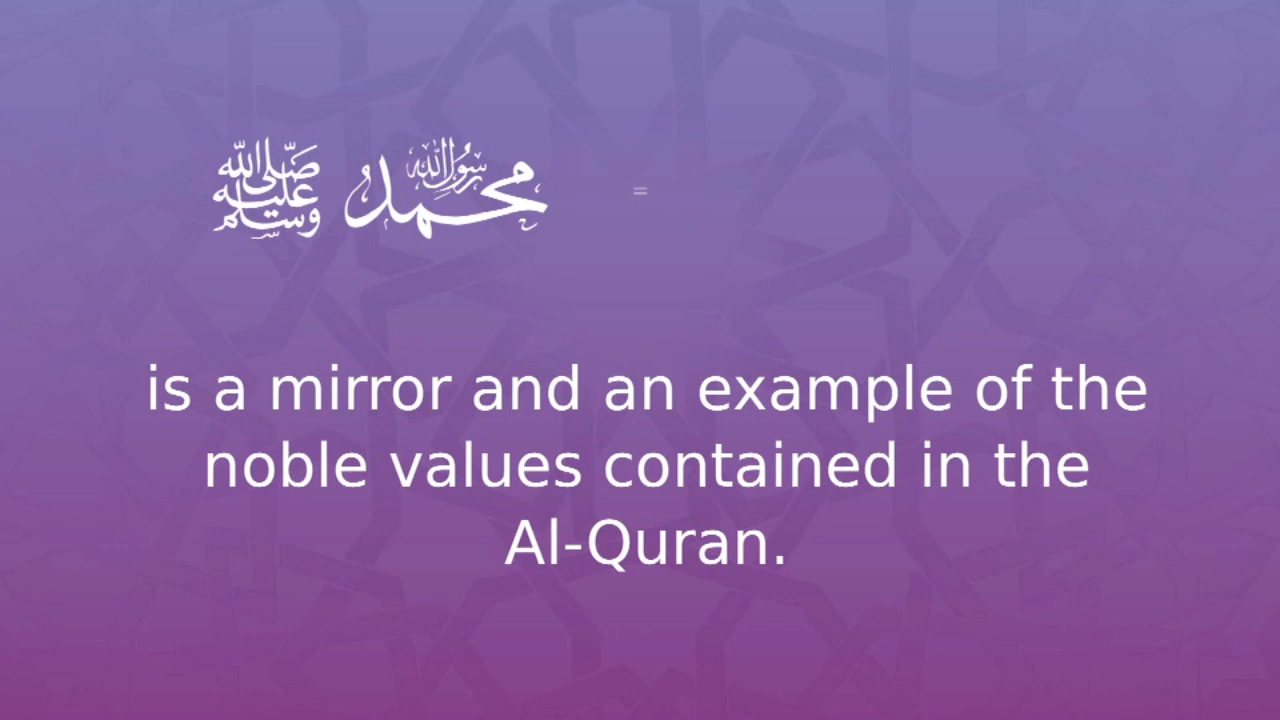 محمد رسول الله صلى الله عليه وسلم =
is a mirror and an example of the
noble values contained in the
Al-Quran.